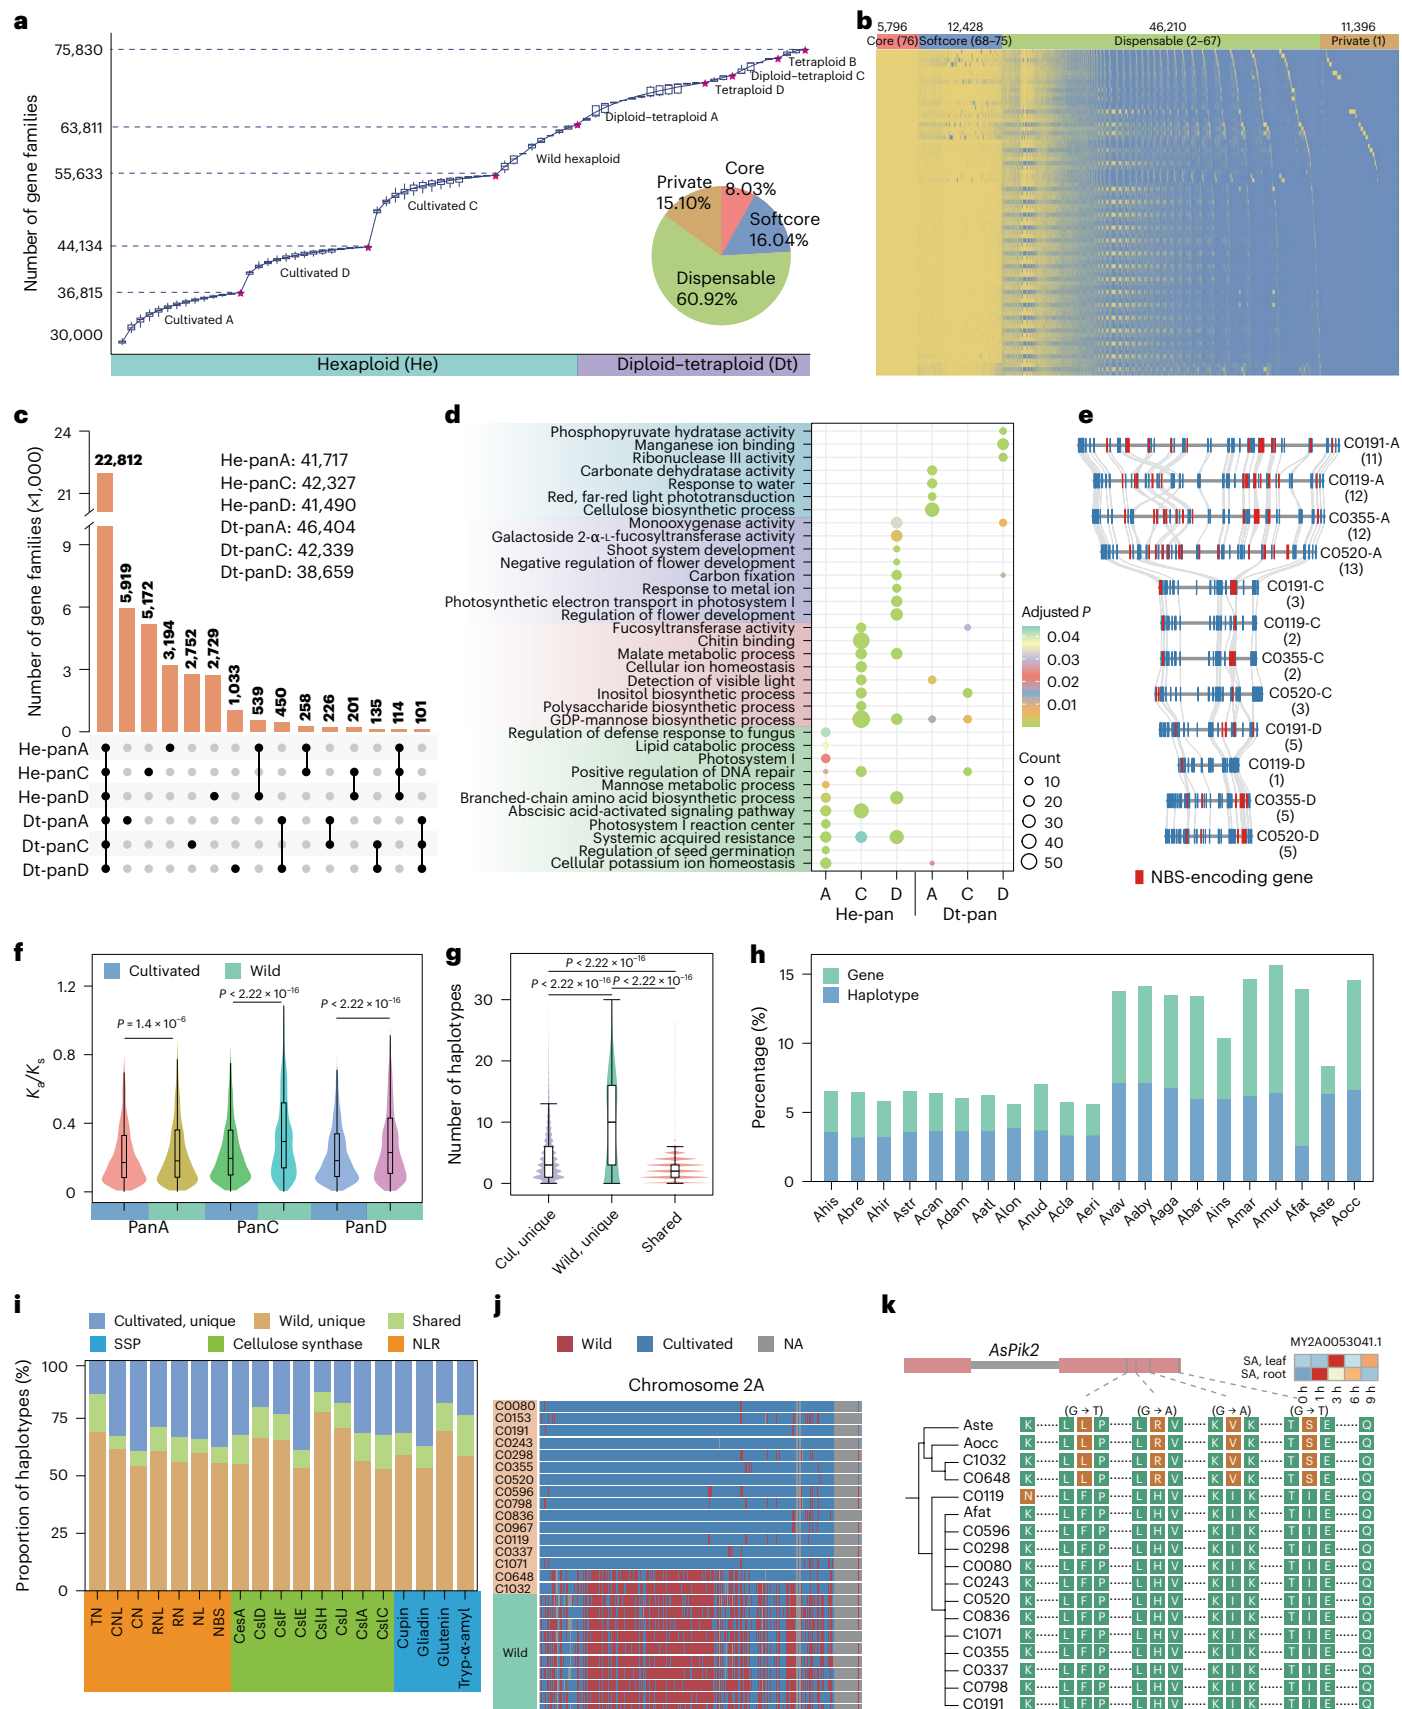 a
75,830
63,811
55,633
44,134
36,815
30,000
Number of gene families
Cultivated A
Cultivated D
Cultivated C
Wild hexaploid
Diploid–tetraploid A
Tetraploid D
Diploid–tetraploid C
Tetraploid B
Hexaploid (He)
Diploid–tetraploid (Dt)
Core
8.03%
Softcore
16.04%
Dispensable
60.92%
Private
15.10%
b
5,796
12,428
46,210
11,396
Core (76)
Softcore (68–75)
Dispensable (2–67)
Private (1)
c
Number of gene families (×1,000)
24
21
9
6
3
0
22,812
5,919
5,172
3,194
2,752
2,729
1,033
539
450
258
226
201
135
114
101
He-panA: 41,717
He-panC: 42,327
He-panD: 41,490
Dt-panA: 46,404
Dt-panC: 42,339
Dt-panD: 38,659
He-panA
He-panC
He-panD
Dt-panA
Dt-panC
Dt-panD
d
Phosphopyruvate hydratase activity
Manganese ion binding
Ribonuclease III activity
Carbonate dehydratase activity
Response to water
Red, far-red light phototransduction
Cellulose biosynthetic process
Monooxygenase activity
Galactoside 2-α-L-fucosyltransferase activity
Shoot system development
Negative regulation of flower development
Carbon fixation
Response to metal ion
Photosynthetic electron transport in photosystem I
Regulation of flower development
Fucosyltransferase activity
Chitin binding
Malate metabolic process
Cellular ion homeostasis
Detection of visible light
Inositol biosynthetic process
Polysaccharide biosynthetic process
GDP-mannose biosynthetic process
Regulation of defense response to fungus
Lipid catabolic process
Photosystem I
Positive regulation of DNA repair
Mannose metabolic process
Branched-chain amino acid biosynthetic process
Abscisic acid-activated signaling pathway
Photosystem I reaction center
Systemic acquired resistance
Regulation of seed germination
Cellular potassium ion homeostasis
A C D A C D
He-pan
Dt-pan
Adjusted P
0.04
0.03
0.02
0.01
Count
10
20
30
40
50
e
C0191-A
(11)
C0119-A
(12)
C0355-A
(12)
C0520-A
(13)
C0191-C
(3)
C0119-C
(2)
C0355-C
(2)
C0520-C
(3)
C0191-D
(5)
C0119-D
(1)
C0355-D
(5)
C0520-D
(5)
NBS-encoding gene
f
Cultivated
Wild
Ka/Ks
1.2
0.8
0.4
0
P = 1.4 × 10−6
P < 2.22 × 10−16
P < 2.22 × 10−16
PanA
PanC
PanD
g
Number of haplotypes
30
20
10
0
P < 2.22 × 10−16
P < 2.22 × 10−16
P < 2.22 × 10−16
Cul, unique
Wild, unique
Shared
h
Gene
Haplotype
Percentage (%)
15
10
5
0
Ahis
Abre
Ahir
Astr
Acan
Adam
Aatl
Alon
Anud
Acla
Aeri
Avav
Aaby
Aaga
Abar
Ains
Amar
Amur
Afat
Aste
Aocc
i
Cultivated, unique
Wild, unique
Shared
SSP
Cellulose synthase
NLR
Proportion of haplotypes (%)
100
75
50
25
0
TN
CNL
CN
RNL
RN
NL
NBS
CesA
CslD
CslF
CslE
CslH
CslJ
CslA
CslC
Cupin
Gliadin
Glutenin
Tryp-α-amyl
j
Wild
Cultivated
NA
Chromosome 2A
C0080
C0153
C0191
C0243
C0298
C0355
C0520
C0596
C0798
C0836
C0967
C0119
C0337
C1071
C0648
C1032
Wild
k
AsPik2
MY2A0053041.1
SA, leaf
SA, root
0 h
1 h
3 h
6 h
9 h
(G → T) (G → A) (G → A) (G → T)
Aste K L L P L R V K V K T S E Q
Aocc K L L P L R V K V K T S E Q
C1032 K L L P L R V K V K T S E Q
C0648 K L L P L R V K V K T S E Q
C0119 N L F P L H V K I K T I E Q
Afat K L F P L H V K I K T I E Q
C0596 K L F P L H V K I K T I E Q
C0298 K L F P L H V K I K T I E Q
C0080 K L F P L H V K I K T I E Q
C0243 K L F P L H V K I K T I E Q
C0520 K L F P L H V K I K T I E Q
C0836 K L F P L H V K I K T I E Q
C1071 K L F P L H V K I K T I E Q
C0355 K L F P L H V K I K T I E Q
C0337 K L F P L H V K I K T I E Q
C0798 K L F P L H V K I K T I E Q
C0191 K L F P L H V K I K T I E Q